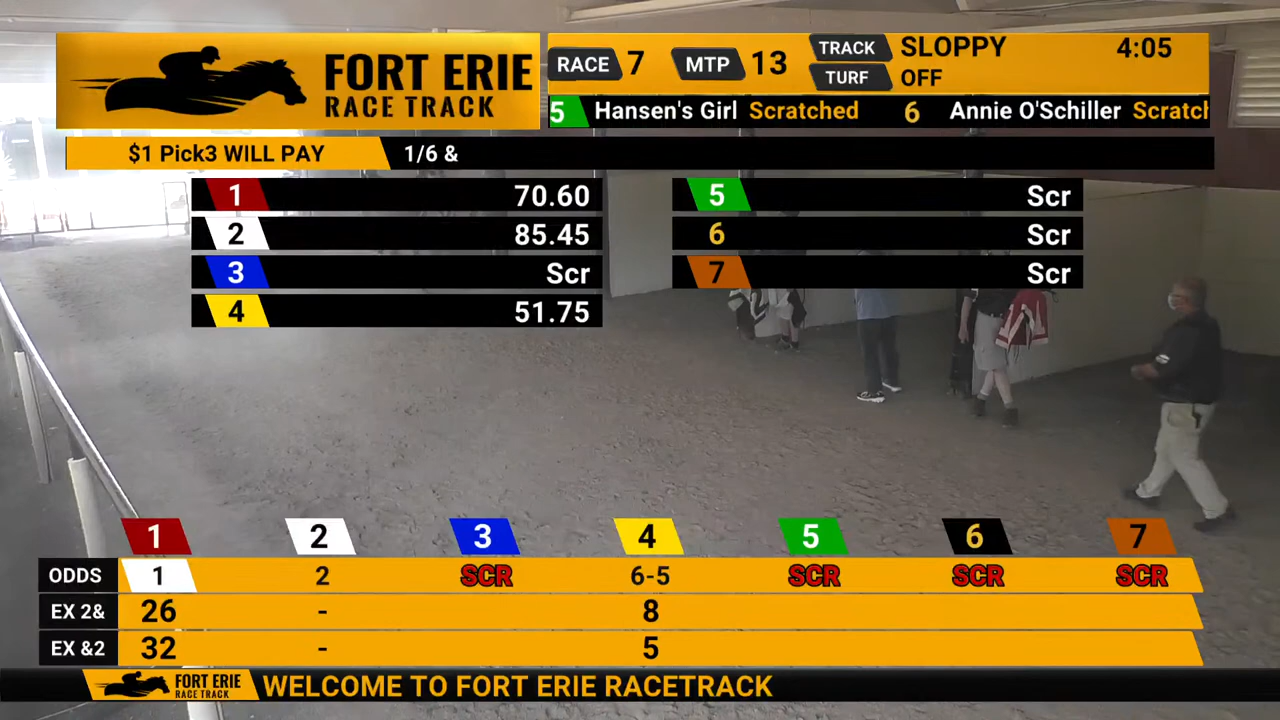 FORT ERIE
RACE TRACK
RACE 7 MTP 13 TRACK SLOPPY 4:05
TURF OFF
5 Hansen's Girl Scratched 6 Annie O'Schiller Scratch
$1 Pick3 WILL PAY 1/6 &
1 70.60 5 Scr
2 85.45 6 Scr
3 Scr 7 Scr
4 51.75
1 2 3 4 5 6 7
ODDS 1 2 SCR 6-5 SCR SCR SCR
EX 2& 26 - 8
EX &2 32 - 5
FORT ERIE RACE TRACK WELCOME TO FORT ERIE RACETRACK